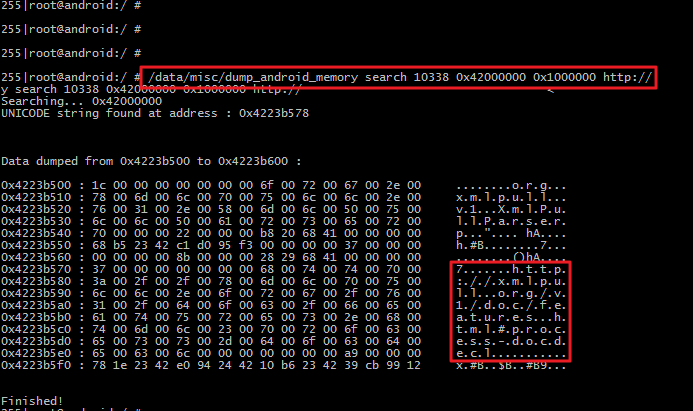 255|root@android:/ #
255|root@android:/ #
255|root@android:/ #
255|root@android:/ # /data/misc/dump_android_memory search 10338 0x42000000 0x1000000 http://
y search 10338 0x42000000 0x1000000 http:// <
Searching... 0x42000000
UNICODE string found at address : 0x4223b578
Data dumped from 0x4223b500 to 0x4223b600 :
0x4223b500 : 1c 00 00 00 00 00 00 00 6f 00 72 00 67 00 2e 00 ........o.r.g...
0x4223b510 : 78 00 6d 00 6c 00 70 00 75 00 6c 00 6c 00 2e 00 x.m.l.p.u.l.l...
0x4223b520 : 76 00 31 00 2e 00 58 00 6d 00 6c 00 50 00 75 00 v.1...X.m.l.P.u.
0x4223b530 : 6c 00 6c 00 50 00 61 00 72 00 73 00 65 00 72 00 l.l.P.a.r.s.e.r.
0x4223b540 : 70 00 00 00 22 00 00 00 b8 20 68 41 00 00 00 00 p...".... hA....
0x4223b550 : 68 b5 23 42 c1 d0 95 f3 00 00 00 00 37 00 00 00 h.#B........7...
0x4223b560 : 00 00 00 00 8b 00 00 00 28 29 68 41 00 00 00 00 ........()hA....
0x4223b570 : 37 00 00 00 00 00 00 00 68 00 74 00 74 00 70 00 7.......h.t.t.p.
0x4223b580 : 3a 00 2f 00 2f 00 78 00 6d 00 6c 00 70 00 75 00 :././.x.m.l.p.u.
0x4223b590 : 6c 00 6c 00 2e 00 6f 00 72 00 67 00 2f 00 76 00 l.l...o.r.g./.v.
0x4223b5a0 : 31 00 2f 00 64 00 6f 00 63 00 2f 00 66 00 65 00 1./.d.o.c./.f.e.
0x4223b5b0 : 61 00 74 00 75 00 72 00 65 00 73 00 2e 00 68 00 a.t.u.r.e.s...h.
0x4223b5c0 : 74 00 6d 00 6c 00 23 00 70 00 72 00 6f 00 63 00 t.m.l.#.p.r.o.c.
0x4223b5d0 : 65 00 73 00 73 00 2d 00 64 00 6f 00 63 00 64 00 e.s.s.-.d.o.c.d.
0x4223b5e0 : 65 00 63 00 6c 00 00 00 00 00 00 00 a9 00 00 00 e.c.l...........
0x4223b5f0 : 78 1e 23 42 e0 94 24 42 10 b6 23 42 39 cb 99 12 x.#B..$B..#B9...
Finished!
255|root@android:/ #